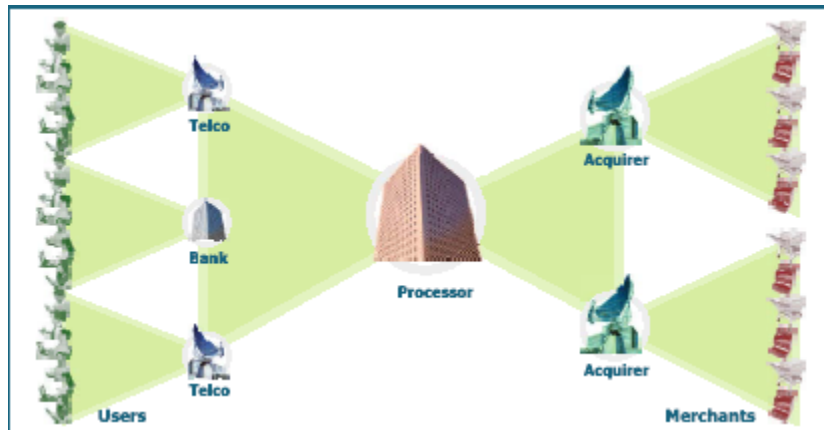 Telco
Acquirer
Bank
Processor
Acquirer
Telco
Users
Merchants